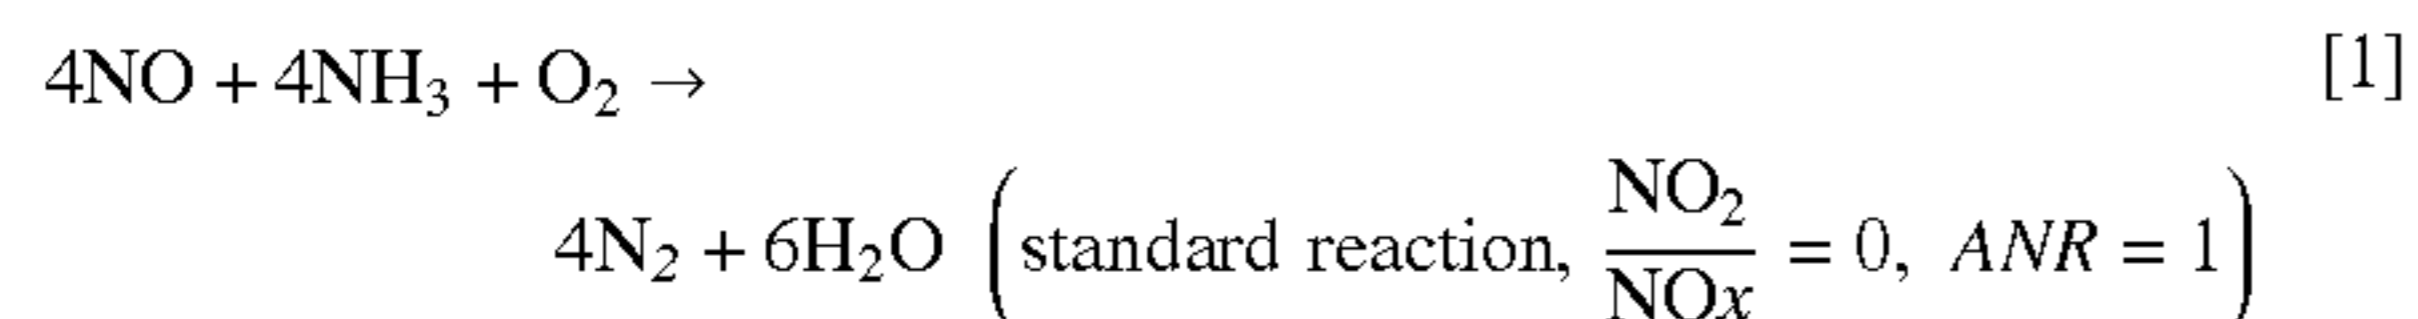 4NO + 4NH₃ + O₂ → [1]
4N₂ + 6H₂O (standard reaction, NO₂/NOx = 0, ANR = 1)